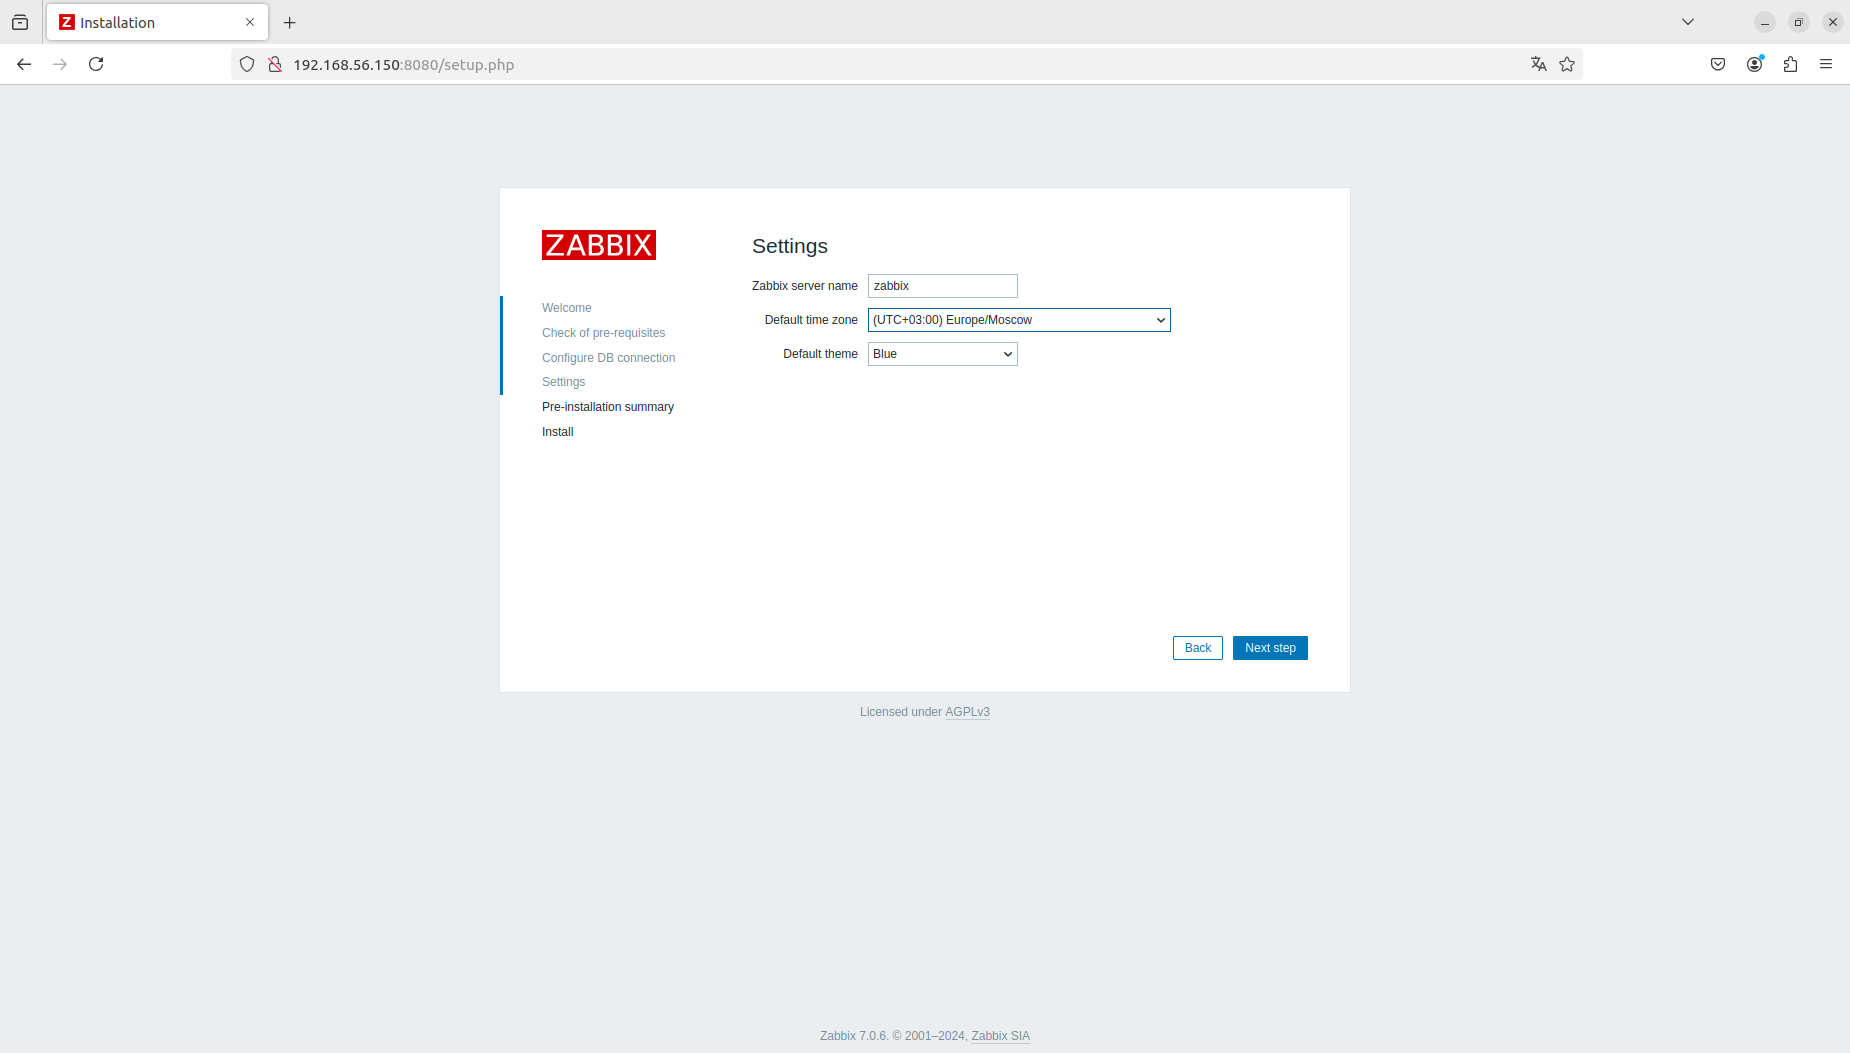 Installation
192.168.56.150:8080/setup.php
ZABBIX
Welcome
Check of pre-requisites
Configure DB connection
Settings
Pre-installation summary
Install
Settings
Zabbix server name zabbix
Default time zone (UTC+03:00) Europe/Moscow
Default theme Blue
Back Next step
Licensed under AGPLv3
Zabbix 7.0.6. © 2001–2024, Zabbix SIA